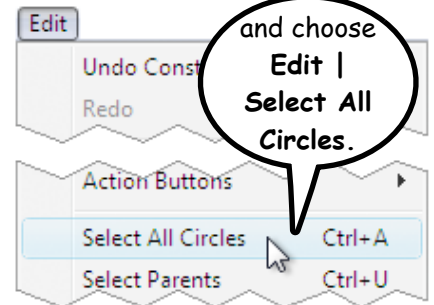 Edit
and choose
Edit |
Select All
Circles.
Undo Const
Redo
Action Buttons
Select All Circles Ctrl+A
Select Parents Ctrl+U